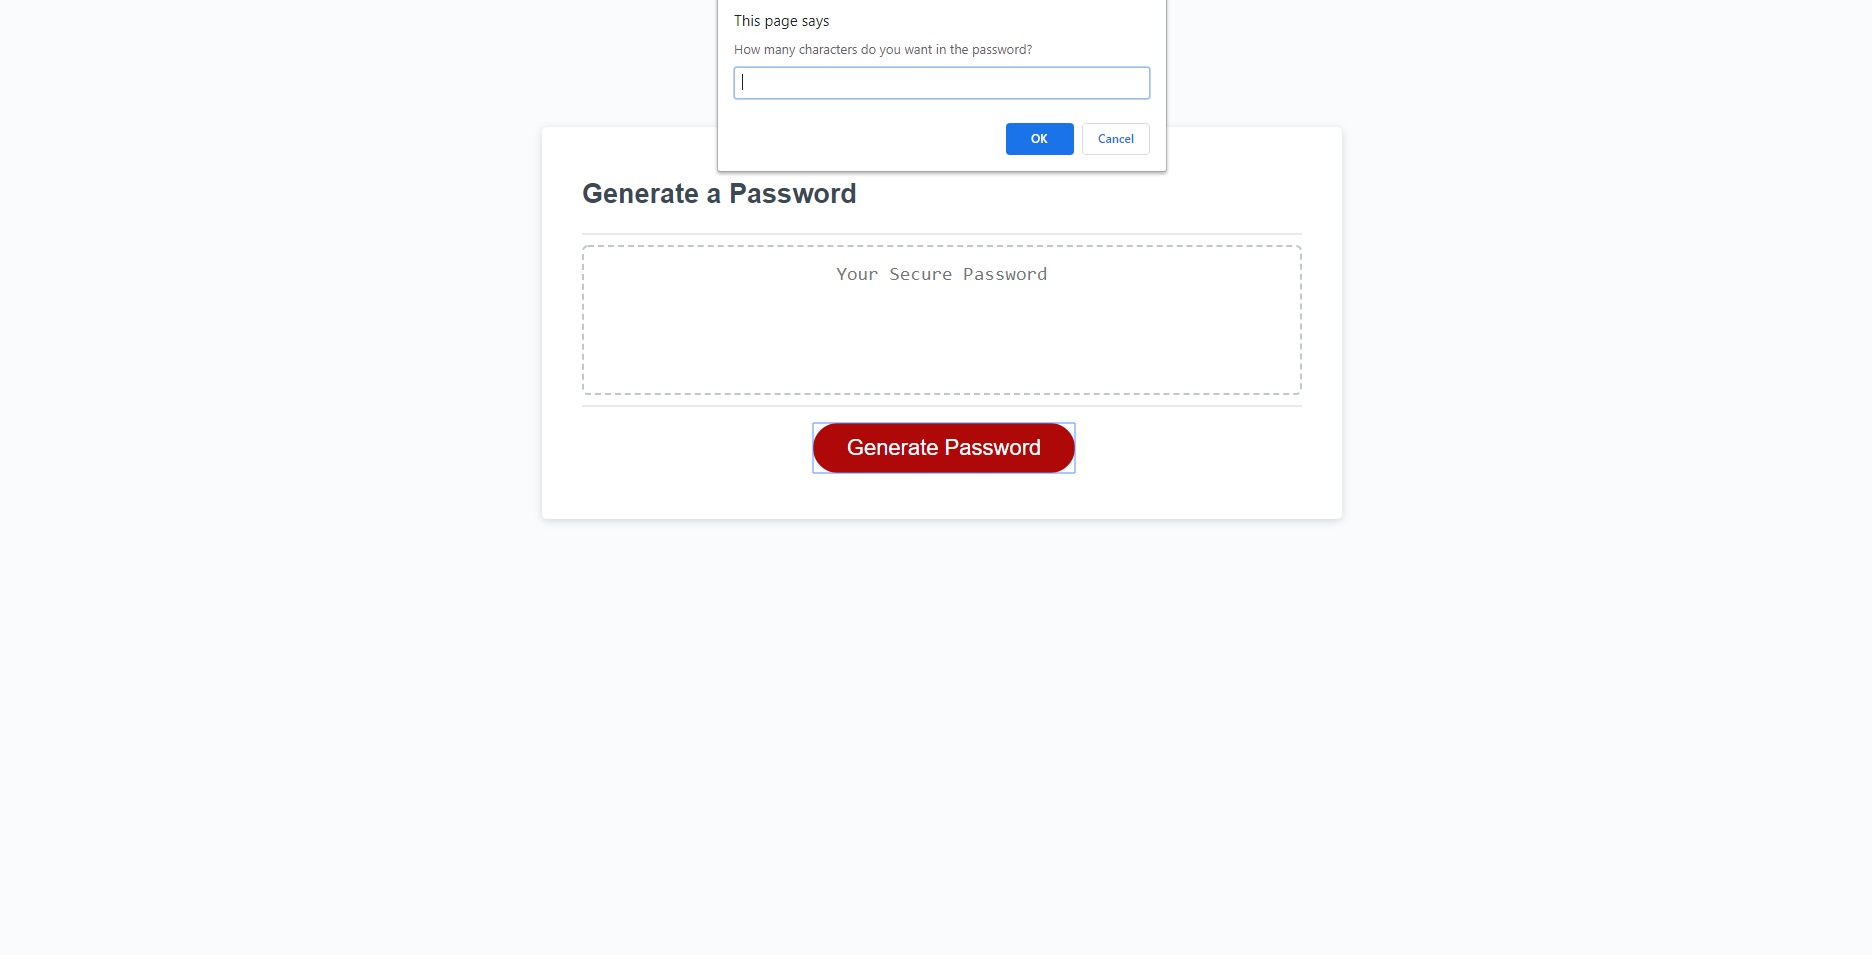 This page says
How many characters do you want in the password?
OK
Cancel
Generate a Password
Your Secure Password
Generate Password